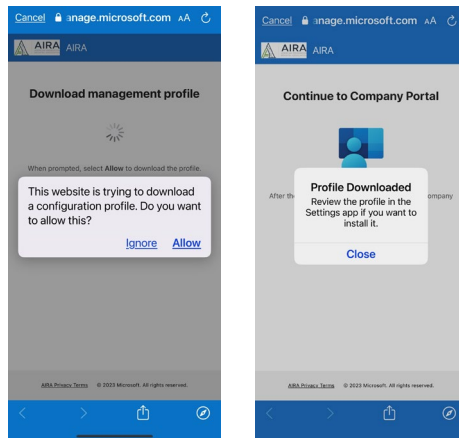 Cancel
anage.microsoft.com AA
AIRA AIRA
Download management profile
When prompted, select Allow to download the profile.
This website is trying to download
a configuration profile. Do you want
to allow this?
Ignore Allow
AIRA Privacy Terms © 2023 Microsoft. All rights reserved.
Cancel
anage.microsoft.com AA
AIRA AIRA
Continue to Company Portal
After th
ompany
Profile Downloaded
Review the profile in the
Settings app if you want to
install it.
Close
AIRA Privacy Terms © 2023 Microsoft. All rights reserved.